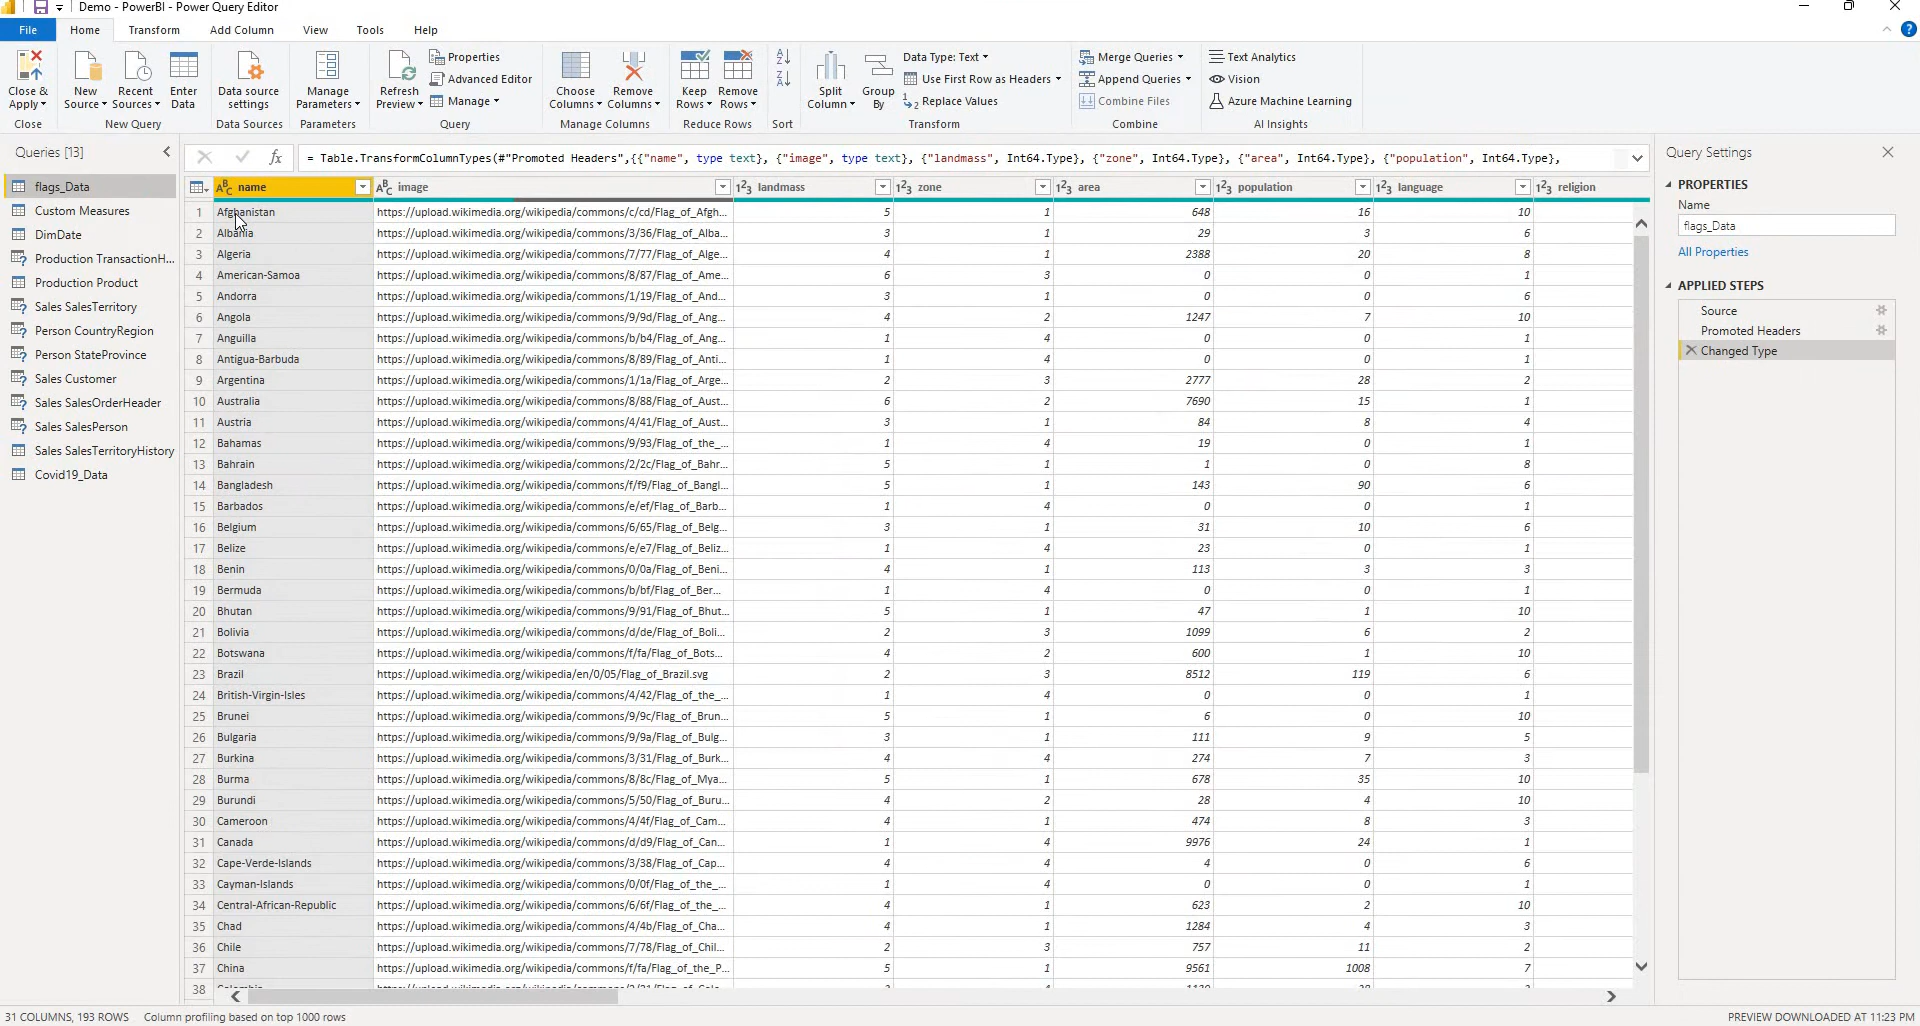 Demo - PowerBI - Power Query Editor
File Home Transform Add Column View Tools Help
Close & Apply
New Source
Recent Sources
Enter Data
Data source settings
Manage Parameters
Refresh Preview
Properties
Advanced Editor
Manage
Choose Columns
Remove Columns
Keep Rows
Remove Rows
Split Column
Group By
Data Type: Text
Use First Row as Headers
Replace Values
Merge Queries
Append Queries
Combine Files
Text Analytics
Vision
Azure Machine Learning
Close New Query Data Sources Parameters Query Manage Columns Reduce Rows Sort Transform Combine AI Insights
Queries [13]
flags_Data
Custom Measures
DimDate
Production TransactionH...
Production Product
Sales SalesTerritory
Person CountryRegion
Person StateProvince
Sales Customer
Sales SalesOrderHeader
Sales SalesPerson
Sales SalesTerritoryHistory
Covid19_Data
fx = Table.TransformColumnTypes(#"Promoted Headers",{{"name", type text}, {"image", type text}, {"landmass", Int64.Type}, {"zone", Int64.Type}, {"area", Int64.Type}, {"population", Int64.Type},
name image landmass zone area population language religion
1 Afghanistan https://upload.wikimedia.org/wikipedia/commons/c/cd/Flag_of_Afgh... 5 1 648 16 10
2 Albania https://upload.wikimedia.org/wikipedia/commons/3/36/Flag_of_Alba... 3 1 29 3 6
3 Algeria https://upload.wikimedia.org/wikipedia/commons/7/77/Flag_of_Alge... 4 1 2388 20 8
4 American-Samoa https://upload.wikimedia.org/wikipedia/commons/8/87/Flag_of_Ame... 6 3 0 0 1
5 Andorra https://upload.wikimedia.org/wikipedia/commons/1/19/Flag_of_And... 3 1 0 0 6
6 Angola https://upload.wikimedia.org/wikipedia/commons/9/9d/Flag_of_Ang... 4 2 1247 7 10
7 Anguilla https://upload.wikimedia.org/wikipedia/commons/b/b4/Flag_of_Ang... 1 4 0 0 1
8 Antigua-Barbuda https://upload.wikimedia.org/wikipedia/commons/8/89/Flag_of_Anti... 1 4 0 0 1
9 Argentina https://upload.wikimedia.org/wikipedia/commons/1/1a/Flag_of_Arge... 2 3 2777 28 2
10 Australia https://upload.wikimedia.org/wikipedia/commons/8/88/Flag_of_Aust... 6 2 7690 15 1
11 Austria https://upload.wikimedia.org/wikipedia/commons/4/41/Flag_of_Aust... 3 1 84 8 4
12 Bahamas https://upload.wikimedia.org/wikipedia/commons/9/93/Flag_of_the_... 1 4 19 0 1
13 Bahrain https://upload.wikimedia.org/wikipedia/commons/2/2c/Flag_of_Bahr... 5 1 1 0 8
14 Bangladesh https://upload.wikimedia.org/wikipedia/commons/f/f9/Flag_of_Bangl... 5 1 143 90 6
15 Barbados https://upload.wikimedia.org/wikipedia/commons/e/ef/Flag_of_Barb... 1 4 0 0 1
16 Belgium https://upload.wikimedia.org/wikipedia/commons/6/65/Flag_of_Belg... 3 1 31 10 6
17 Belize https://upload.wikimedia.org/wikipedia/commons/e/e7/Flag_of_Beliz... 1 4 23 0 1
18 Benin https://upload.wikimedia.org/wikipedia/commons/0/0a/Flag_of_Beni... 4 1 113 3 3
19 Bermuda https://upload.wikimedia.org/wikipedia/commons/b/bf/Flag_of_Ber... 1 4 0 0 1
20 Bhutan https://upload.wikimedia.org/wikipedia/commons/9/91/Flag_of_Bhut... 5 1 47 1 10
21 Bolivia https://upload.wikimedia.org/wikipedia/commons/d/de/Flag_of_Boli... 2 3 1099 6 2
22 Botswana https://upload.wikimedia.org/wikipedia/commons/f/fa/Flag_of_Bots... 4 2 600 1 10
23 Brazil https://upload.wikimedia.org/wikipedia/en/0/05/Flag_of_Brazil.svg 2 3 8512 119 6
24 British-Virgin-Isles https://upload.wikimedia.org/wikipedia/commons/4/42/Flag_of_the_... 1 4 0 0 1
25 Brunei https://upload.wikimedia.org/wikipedia/commons/9/9c/Flag_of_Brun... 5 1 6 0 10
26 Bulgaria https://upload.wikimedia.org/wikipedia/commons/9/9a/Flag_of_Bulg... 3 1 111 9 5
27 Burkina https://upload.wikimedia.org/wikipedia/commons/3/31/Flag_of_Burk... 4 4 274 7 3
28 Burma https://upload.wikimedia.org/wikipedia/commons/8/8c/Flag_of_Mya... 5 1 678 35 10
29 Burundi https://upload.wikimedia.org/wikipedia/commons/5/50/Flag_of_Buru... 4 2 28 4 10
30 Cameroon https://upload.wikimedia.org/wikipedia/commons/4/4f/Flag_of_Cam... 4 1 474 8 3
31 Canada https://upload.wikimedia.org/wikipedia/commons/d/d9/Flag_of_Can... 1 4 9976 24 1
32 Cape-Verde-Islands https://upload.wikimedia.org/wikipedia/commons/3/38/Flag_of_Cap... 4 4 4 0 6
33 Cayman-Islands https://upload.wikimedia.org/wikipedia/commons/0/0f/Flag_of_the_... 1 4 0 0 1
34 Central-African-Republic https://upload.wikimedia.org/wikipedia/commons/6/6f/Flag_of_the_... 4 1 623 2 10
35 Chad https://upload.wikimedia.org/wikipedia/commons/4/4b/Flag_of_Cha... 4 1 1284 4 3
36 Chile https://upload.wikimedia.org/wikipedia/commons/7/78/Flag_of_Chil... 2 3 757 11 2
37 China https://upload.wikimedia.org/wikipedia/commons/f/fa/Flag_of_the_P... 5 1 9561 1008 7
38
Query Settings
PROPERTIES
Name
flags_Data
All Properties
APPLIED STEPS
Source
Promoted Headers
Changed Type
31 COLUMNS, 193 ROWS Column profiling based on top 1000 rows
PREVIEW DOWNLOADED AT 11:23 PM